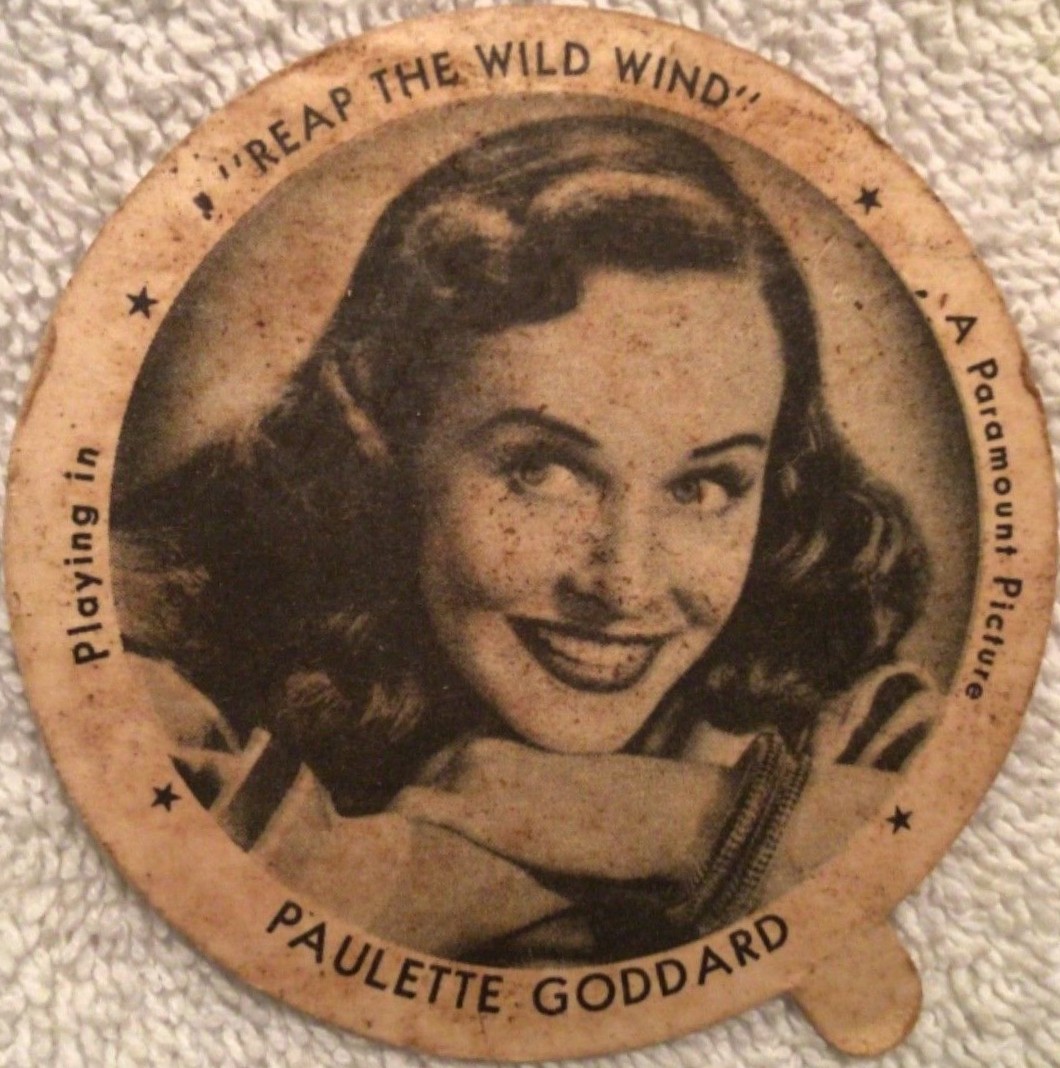 Playing in
"REAP THE WILD WIND"
A Paramount Picture
PAULETTE GODDARD